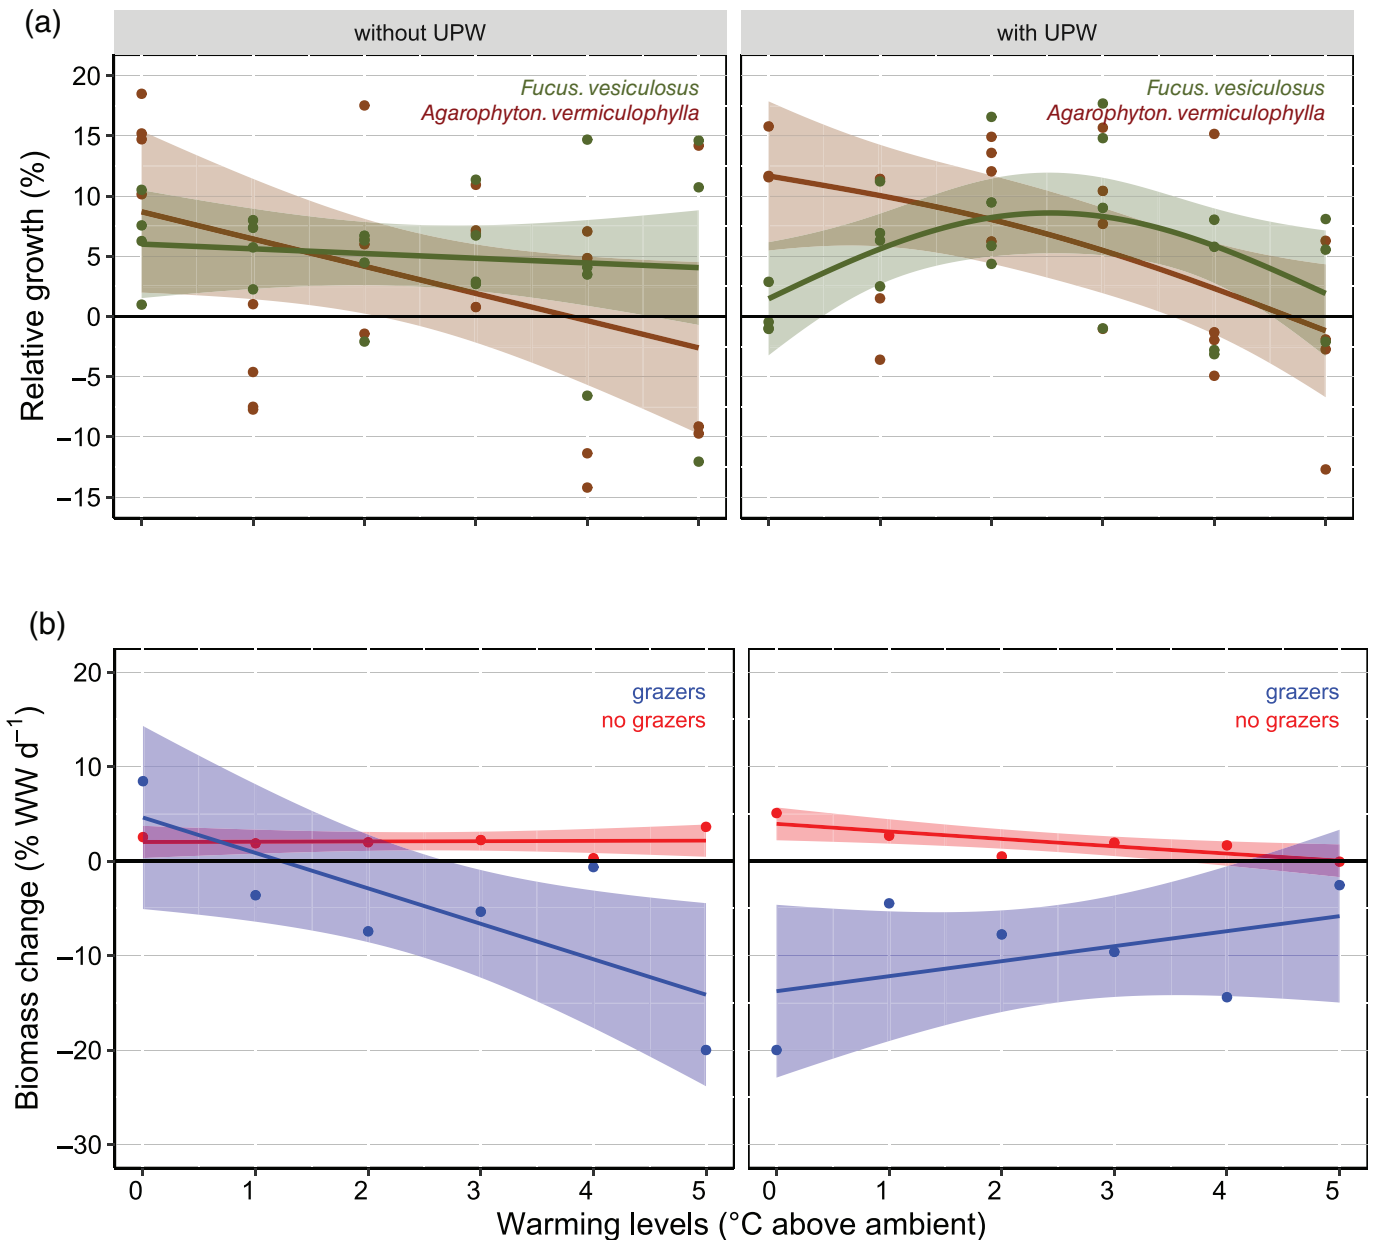 (a)
without UPW
with UPW
Fucus. vesiculosus
Agarophyton. vermiculophylla
Fucus. vesiculosus
Agarophyton. vermiculophylla
Relative growth (%)
20
15
10
5
0
−5
−10
−15
(b)
grazers
no grazers
grazers
no grazers
Biomass change (% WW d⁻¹)
20
10
0
−10
−20
−30
0 1 2 3 4 5
0 1 2 3 4 5
Warming levels (°C above ambient)